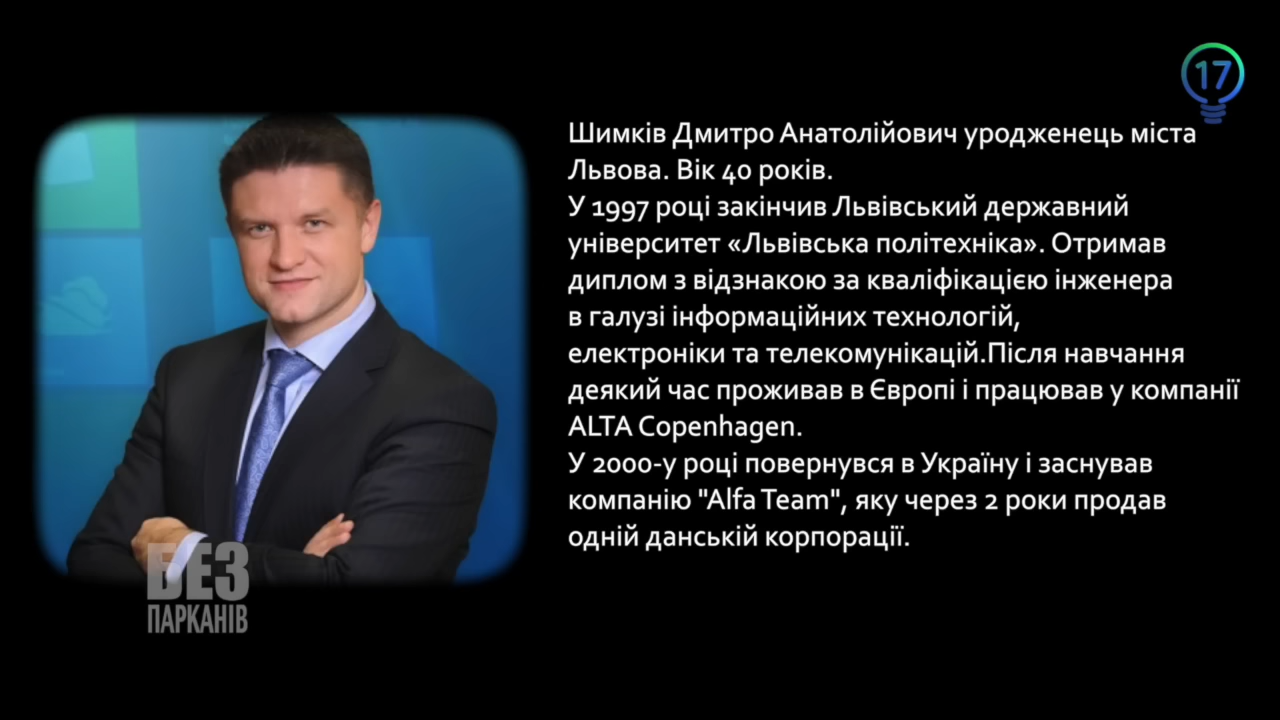 17
Шимків Дмитро Анатолійович уродженець міста
Львова. Вік 40 років.
У 1997 році закінчив Львівський державний
університет «Львівська політехніка». Отримав
диплом з відзнакою за кваліфікацією інженера
в галузі інформаційних технологій,
електроніки та телекомунікацій.Після навчання
деякий час проживав в Європі і працював у компанії
ALTA Copenhagen.
У 2000-у році повернувся в Україну і заснував
компанію "Alfa Team", яку через 2 роки продав
одній данській корпорації.
БЕЗ
ПАРКАНІВ